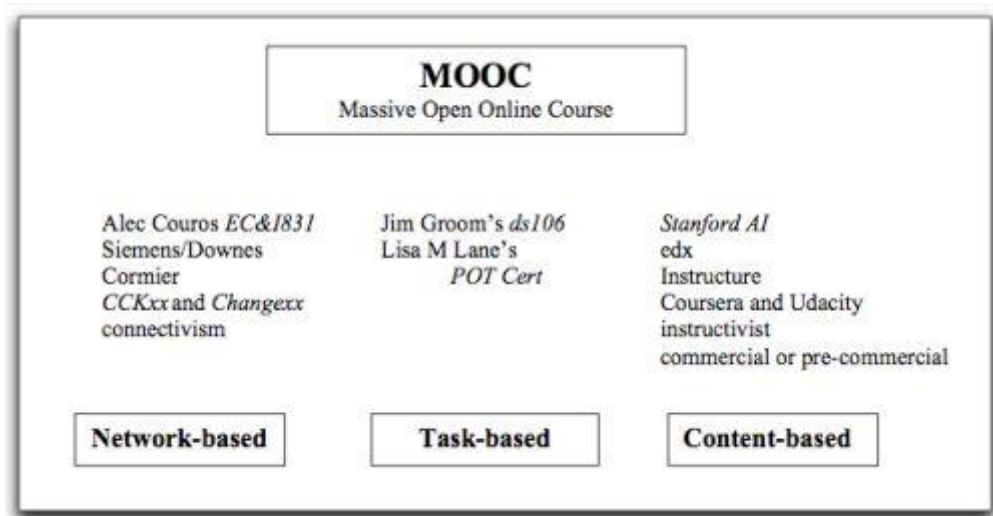 MOOC
Massive Open Online Course
Alec Couros EC&I831
Siemens/Downes
Cormier
CCKxx and Changexx
connectivism
Jim Groom's ds106
Lisa M Lane's
POT Cert
Stanford AI
edx
Instructure
Coursera and Udacity
instructivist
commercial or pre-commercial
Network-based
Task-based
Content-based